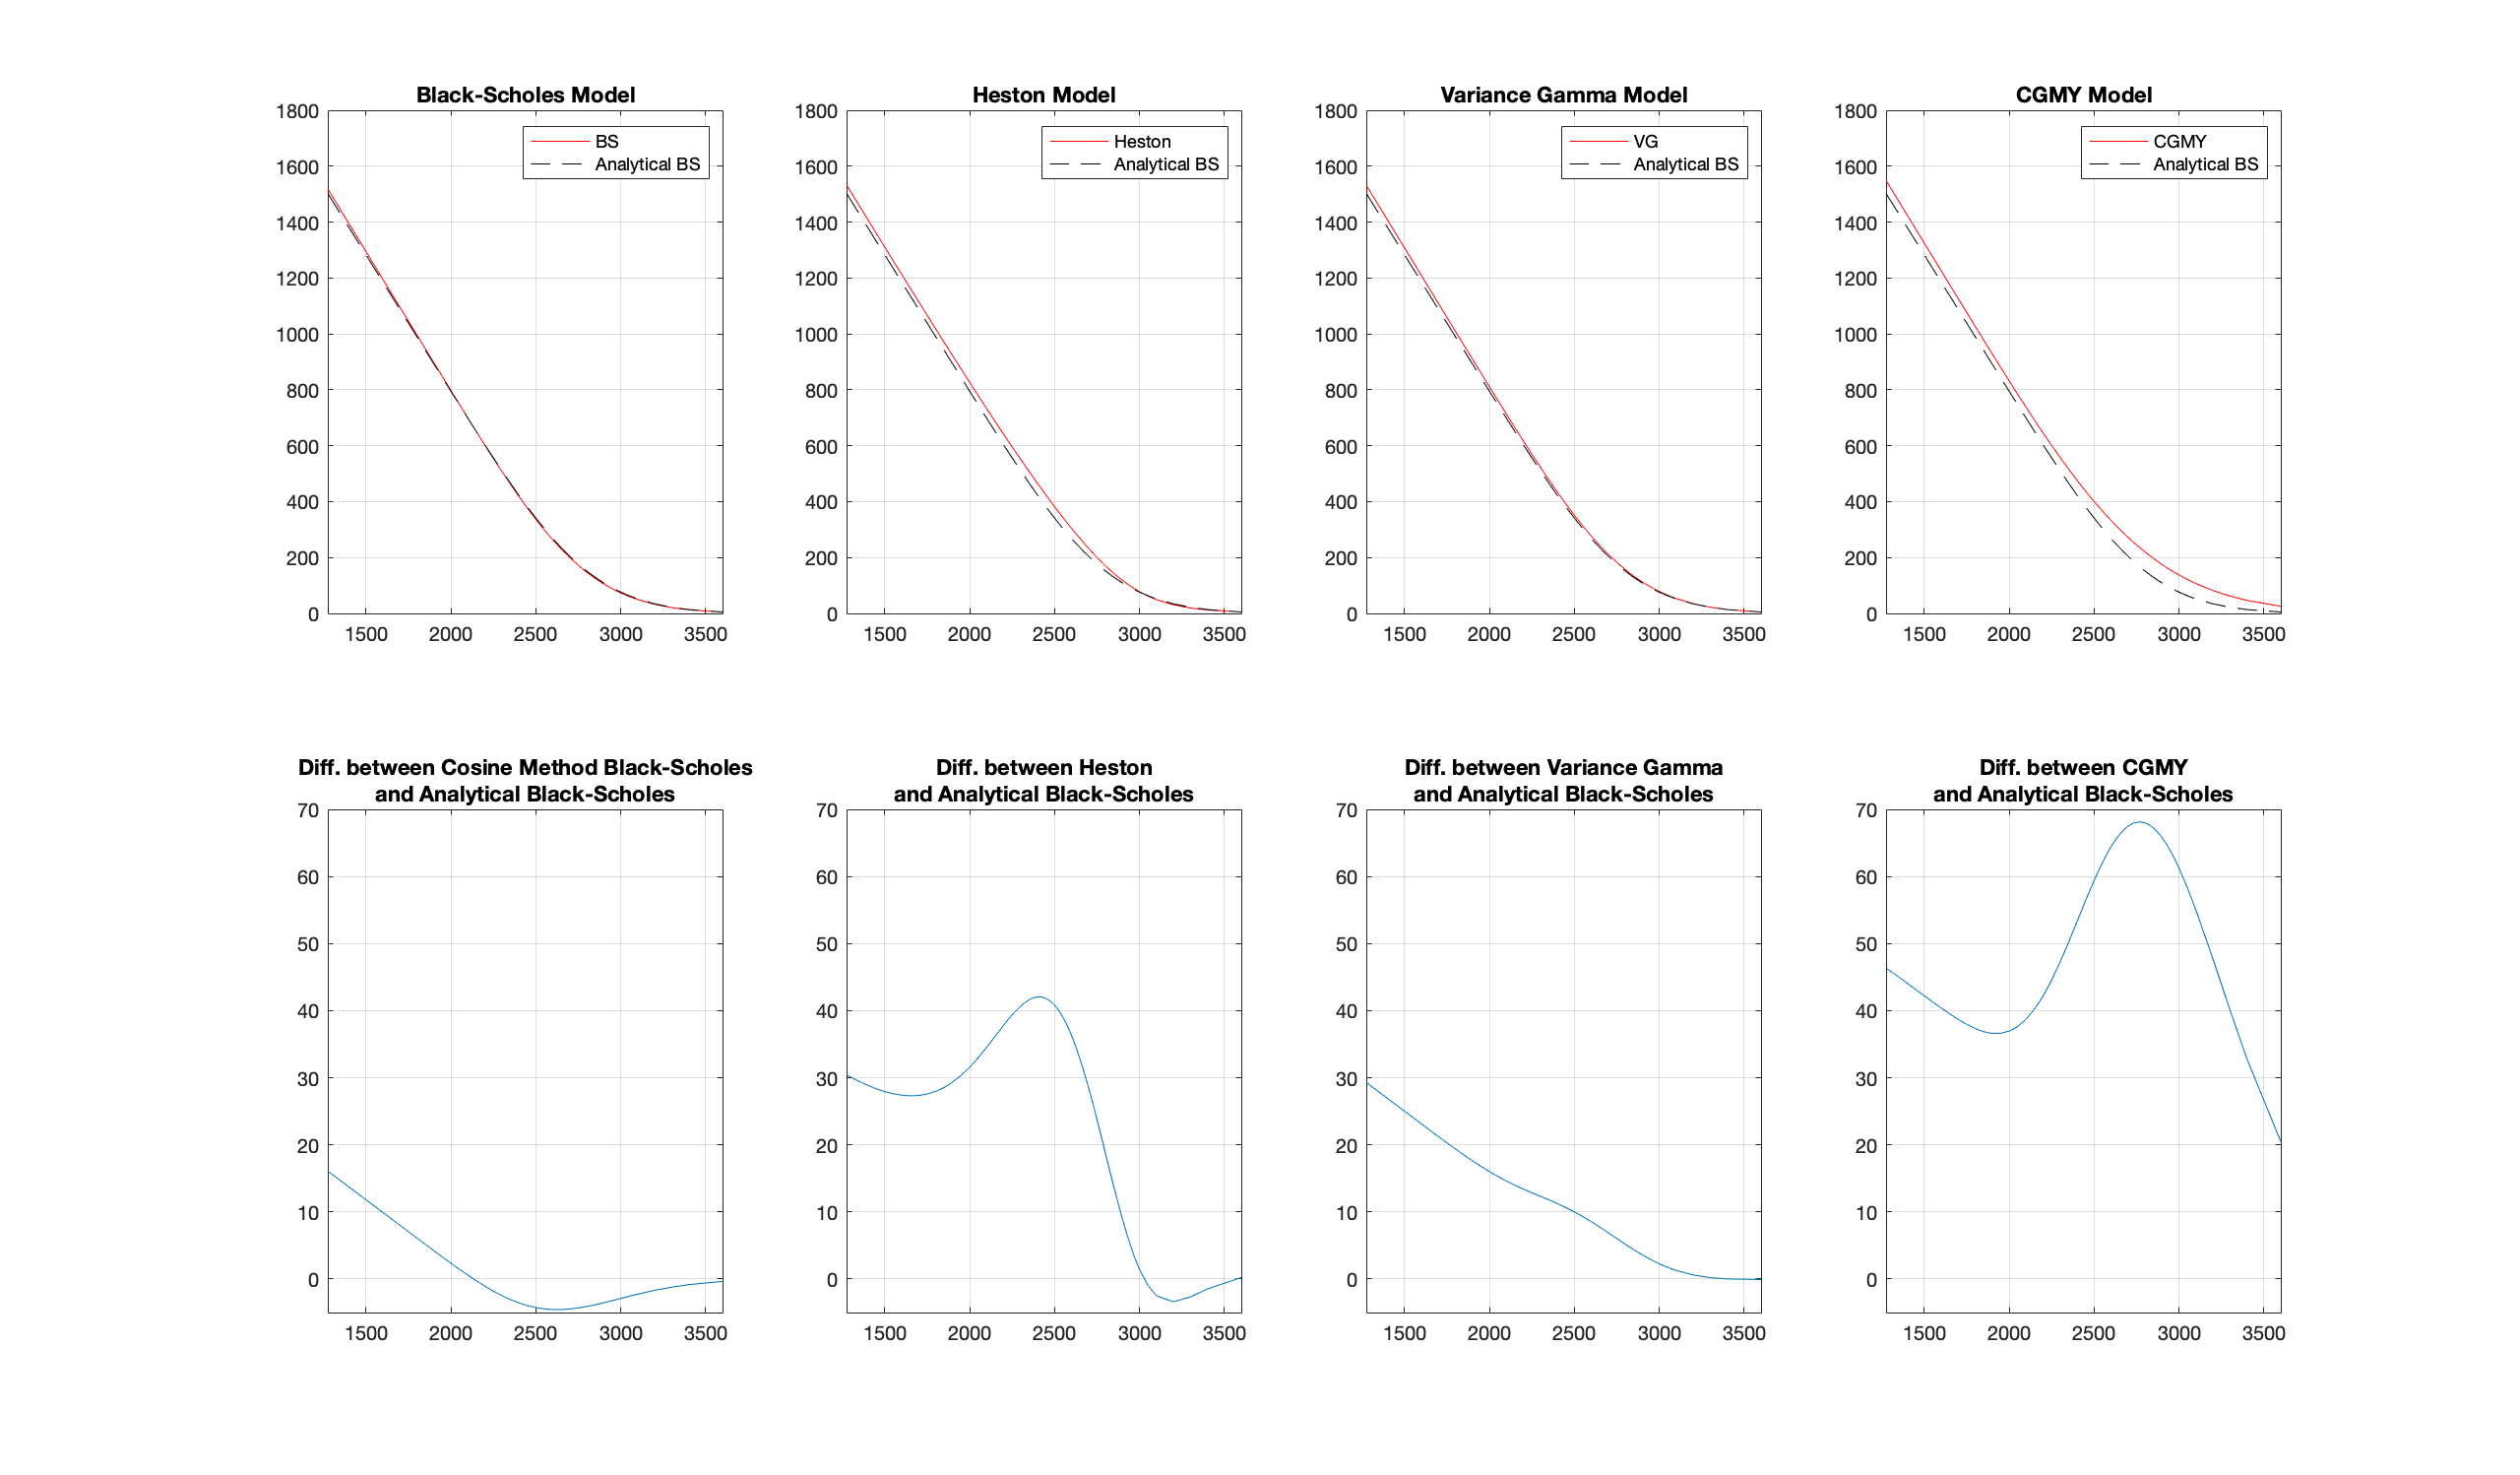 Black-Scholes Model
1800
1600
1400
1200
1000
800
600
400
200
0
1500 2000 2500 3000 3500
BS
Analytical BS
Heston Model
1800
1600
1400
1200
1000
800
600
400
200
0
1500 2000 2500 3000 3500
Heston
Analytical BS
Variance Gamma Model
1800
1600
1400
1200
1000
800
600
400
200
0
1500 2000 2500 3000 3500
VG
Analytical BS
CGMY Model
1800
1600
1400
1200
1000
800
600
400
200
0
1500 2000 2500 3000 3500
CGMY
Analytical BS
Diff. between Cosine Method Black-Scholes
and Analytical Black-Scholes
70
60
50
40
30
20
10
0
1500 2000 2500 3000 3500
Diff. between Heston
and Analytical Black-Scholes
70
60
50
40
30
20
10
0
1500 2000 2500 3000 3500
Diff. between Variance Gamma
and Analytical Black-Scholes
70
60
50
40
30
20
10
0
1500 2000 2500 3000 3500
Diff. between CGMY
and Analytical Black-Scholes
70
60
50
40
30
20
10
0
1500 2000 2500 3000 3500